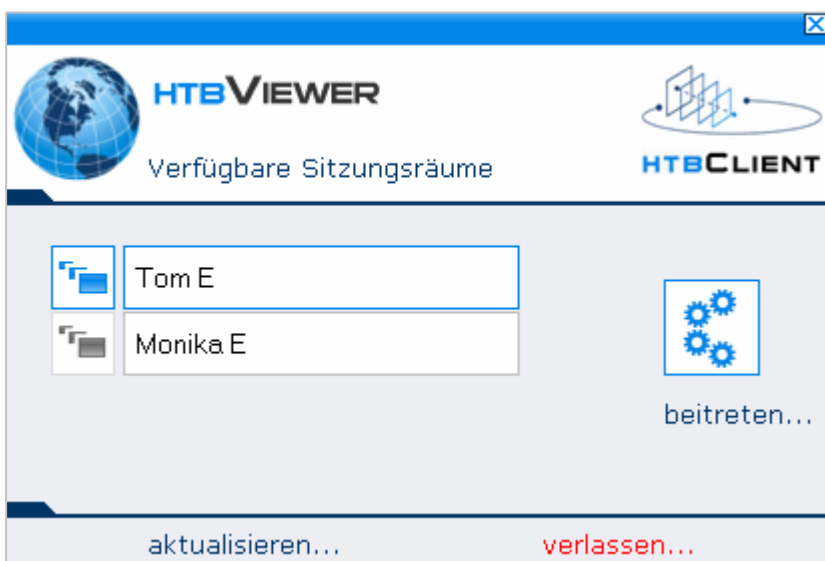 HTBVIEWER
Verfügbare Sitzungsräume
HTBCLIENT
Tom E
Monika E
beitreten...
aktualisieren...
verlassen...